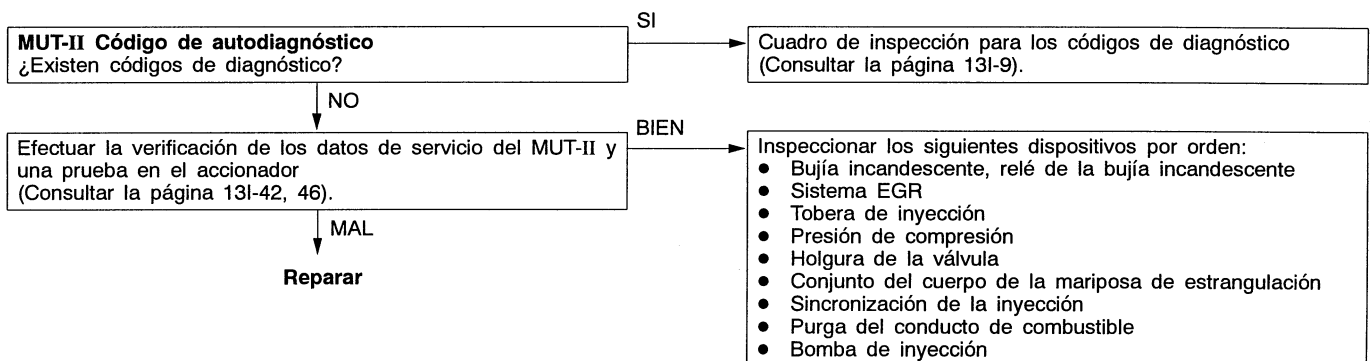 MUT-II Código de autodiagnóstico
¿Existen códigos de diagnóstico?
SI
Cuadro de inspección para los códigos de diagnóstico
(Consultar la página 13I-9).
NO
Efectuar la verificación de los datos de servicio del MUT-II y
una prueba en el accionador
(Consultar la página 13I-42, 46).
BIEN
Inspeccionar los siguientes dispositivos por orden:
● Bujía incandescente, relé de la bujía incandescente
● Sistema EGR
● Tobera de inyección
● Presión de compresión
● Holgura de la válvula
● Conjunto del cuerpo de la mariposa de estrangulación
● Sincronización de la inyección
● Purga del conducto de combustible
● Bomba de inyección
MAL
Reparar